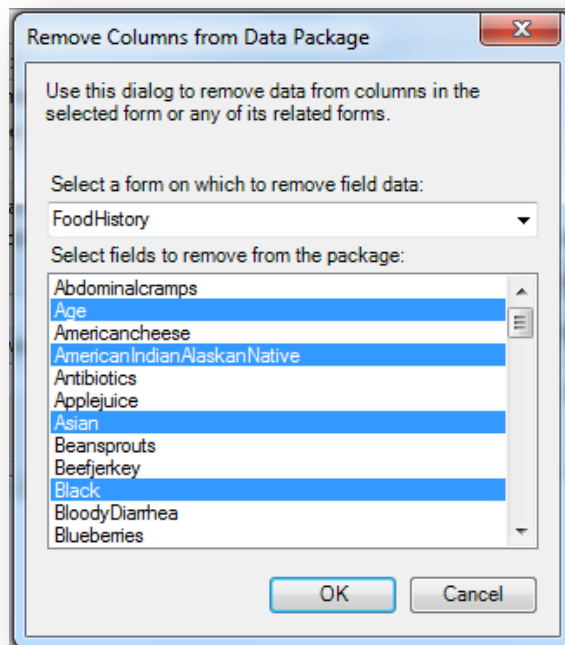 Remove Columns from Data Package
Use this dialog to remove data from columns in the
selected form or any of its related forms.
Select a form on which to remove field data:
FoodHistory
Select fields to remove from the package:
Abdominalcramps
Age
Americancheese
AmericanIndianAlaskanNative
Antibiotics
Applejuice
Asian
Beansprouts
Beefjerkey
Black
BloodyDiarrhea
Blueberries
OK
Cancel